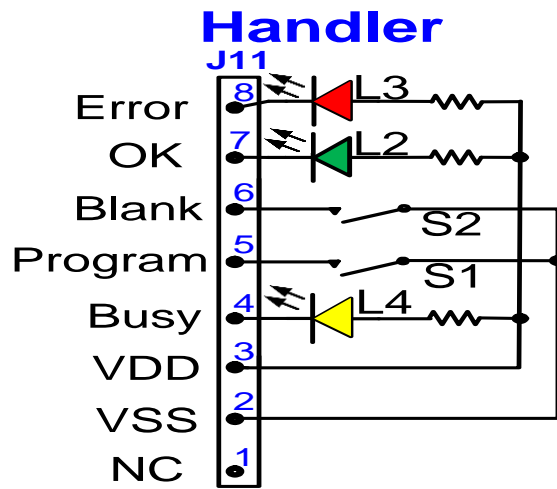 Handler
J11
Error 8 L3
OK 7 L2
Blank 6 S2
Program 5 S1
Busy 4 L4
VDD 3
VSS 2
NC 1